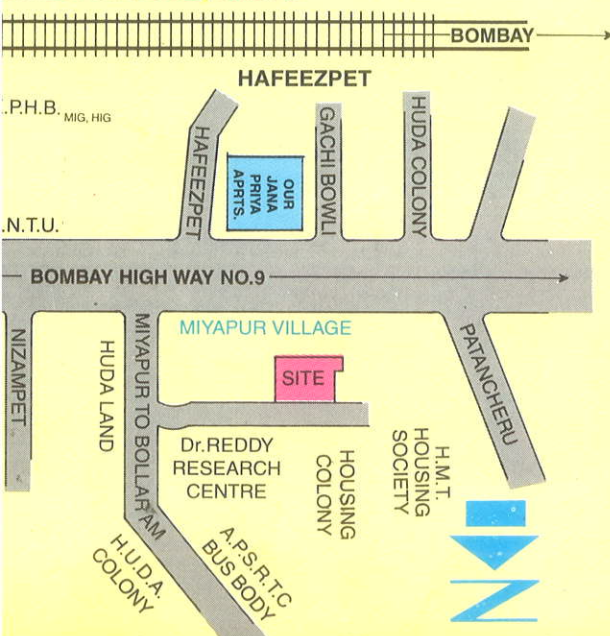 BOMBAY
HAFEEZPET
.P.H.B. MIG, HIG
HAFEEZPET
OUR
JANA
PRIYA
APRTS.
GACHI BOWLI
HUDA COLONY
.N.T.U.
BOMBAY HIGH WAY NO.9
NIZAMPET
HUDA LAND
MIYAPUR TO BOLLARAM
MIYAPUR VILLAGE
SITE
PATANCHERU
Dr.REDDY
RESEARCH
CENTRE
HOUSING
COLONY
H.M.T.
HOUSING
SOCIETY
H.U.D.A.
COLONY
A.P.S.R.T.C
BUS BODY
N